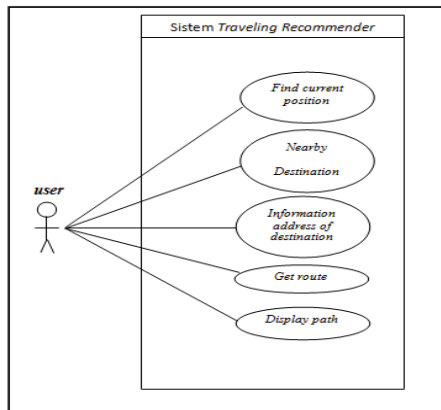 Sistem Traveling Recommender
Find current
position
Nearby
Destination
user
Information
address of
destination
Get route
Display path